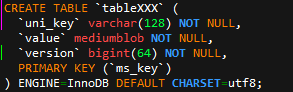 CREATE TABLE `tableXXX` (
`uni_key` varchar(128) NOT NULL,
`value` mediumblob NOT NULL,
`version` bigint(64) NOT NULL,
PRIMARY KEY (`ms_key`)
) ENGINE=InnoDB DEFAULT CHARSET=utf8;